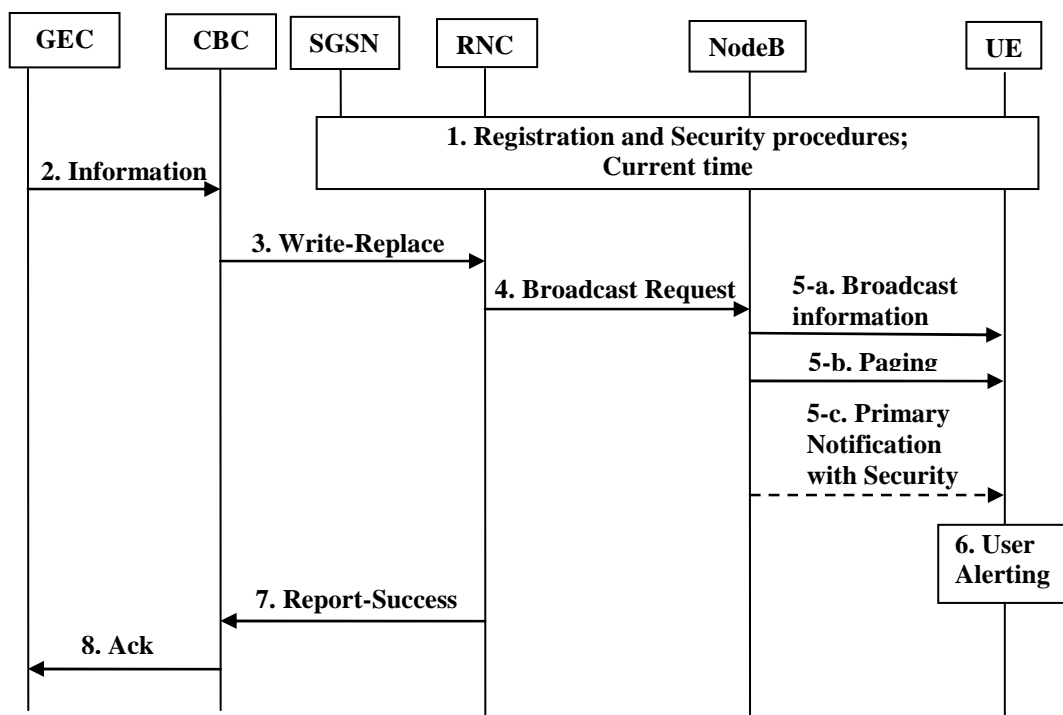 GEC
CBC
SGSN
RNC
NodeB
UE
1. Registration and Security procedures;
Current time
2. Information
3. Write-Replace
4. Broadcast Request
5-a. Broadcast
information
5-b. Paging
5-c. Primary
Notification
with Security
6. User
Alerting
7. Report-Success
8. Ack